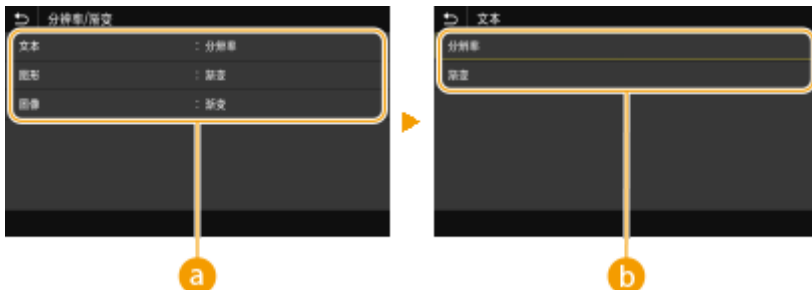 分辨率/渐变
文本 : 分辨率
图形 : 渐变
图像 : 渐变
a
文本
分辨率
渐变
b